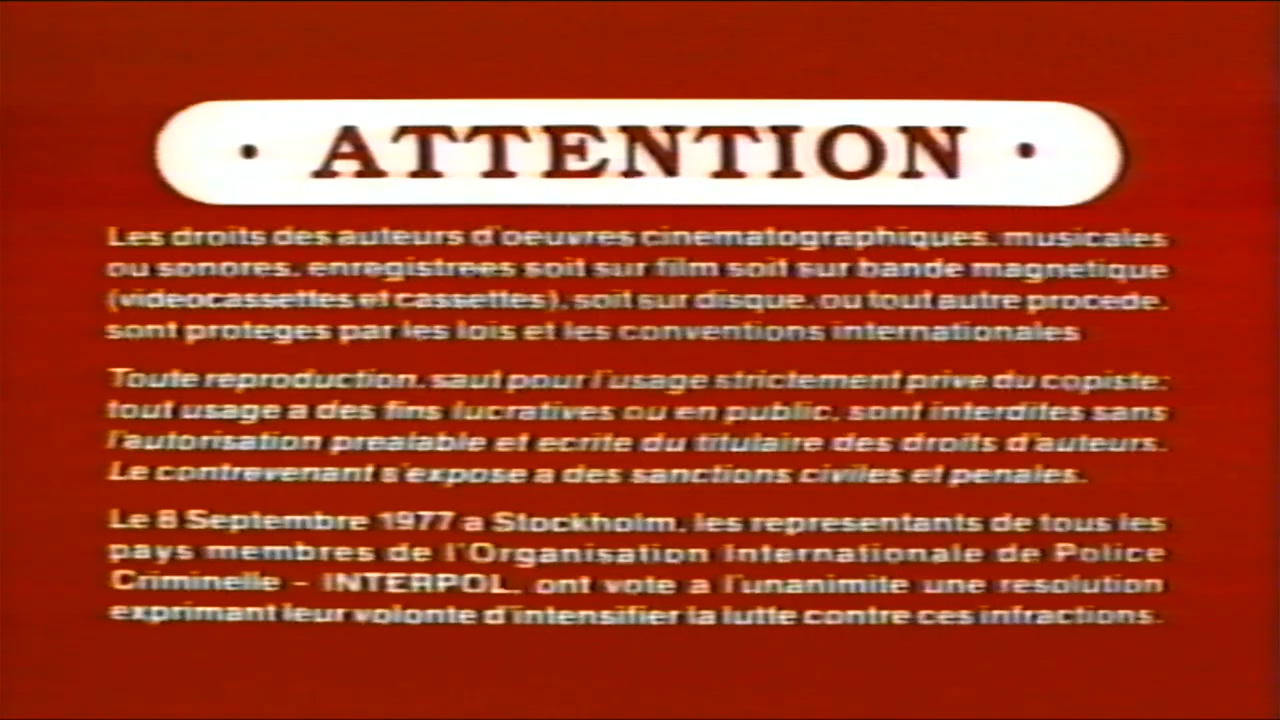 • ATTENTION •
Les droits des auteurs d'oeuvres cinematographiques, musicales
ou sonores, enregistrees soit sur film soit sur bande magnetique
(videocassettes et cassettes), soit sur disque, ou tout autre procede,
sont proteges par les lois et les conventions internationales
Toute reproduction, sauf pour l'usage strictement prive du copiste;
tout usage a des fins lucratives ou en public, sont interdites sans
l'autorisation prealable et ecrite du titulaire des droits d'auteurs.
Le contrevenant s'expose a des sanctions civiles et penales.
Le 8 Septembre 1977 a Stockholm, les representants de tous les
pays membres de l'Organisation Internationale de Police
Criminelle - INTERPOL, ont vote a l'unanimite une resolution
exprimant leur volonte d'intensifier la lutte contre ces infractions.